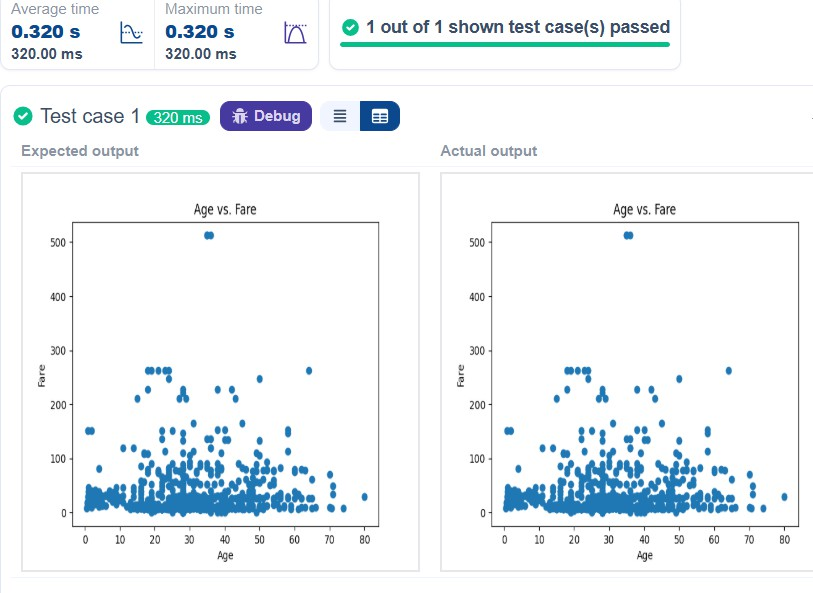 Average time
0.320 s
320.00 ms
Maximum time
0.320 s
320.00 ms
1 out of 1 shown test case(s) passed
Test case 1
320 ms
Debug
Expected output
Actual output
Age vs. Fare
500
400
300
200
100
0
Fare
0 10 20 30 40 50 60 70 80
Age
Age vs. Fare
500
400
300
200
100
0
Fare
0 10 20 30 40 50 60 70 80
Age